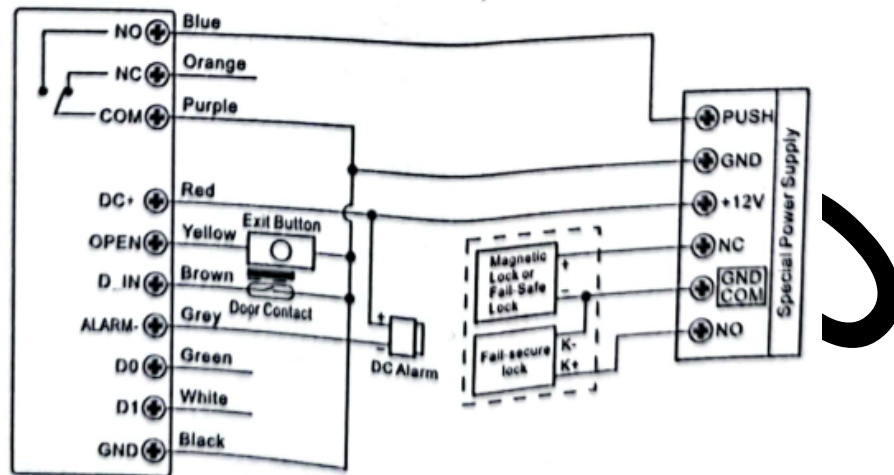 NO Blue
NC Orange
COM Purple
DC+ Red
OPEN Yellow
Exit Button
D_IN Brown
Door Contact
ALARM- Grey
DC Alarm
+
-
D0 Green
D1 White
GND Black
Magnetic
Lock or
Fail-Safe
Lock
+
-
Fail-secure
lock
K-
K+
PUSH
GND
+12V
NC
GND
COM
NO
Special Power Supply